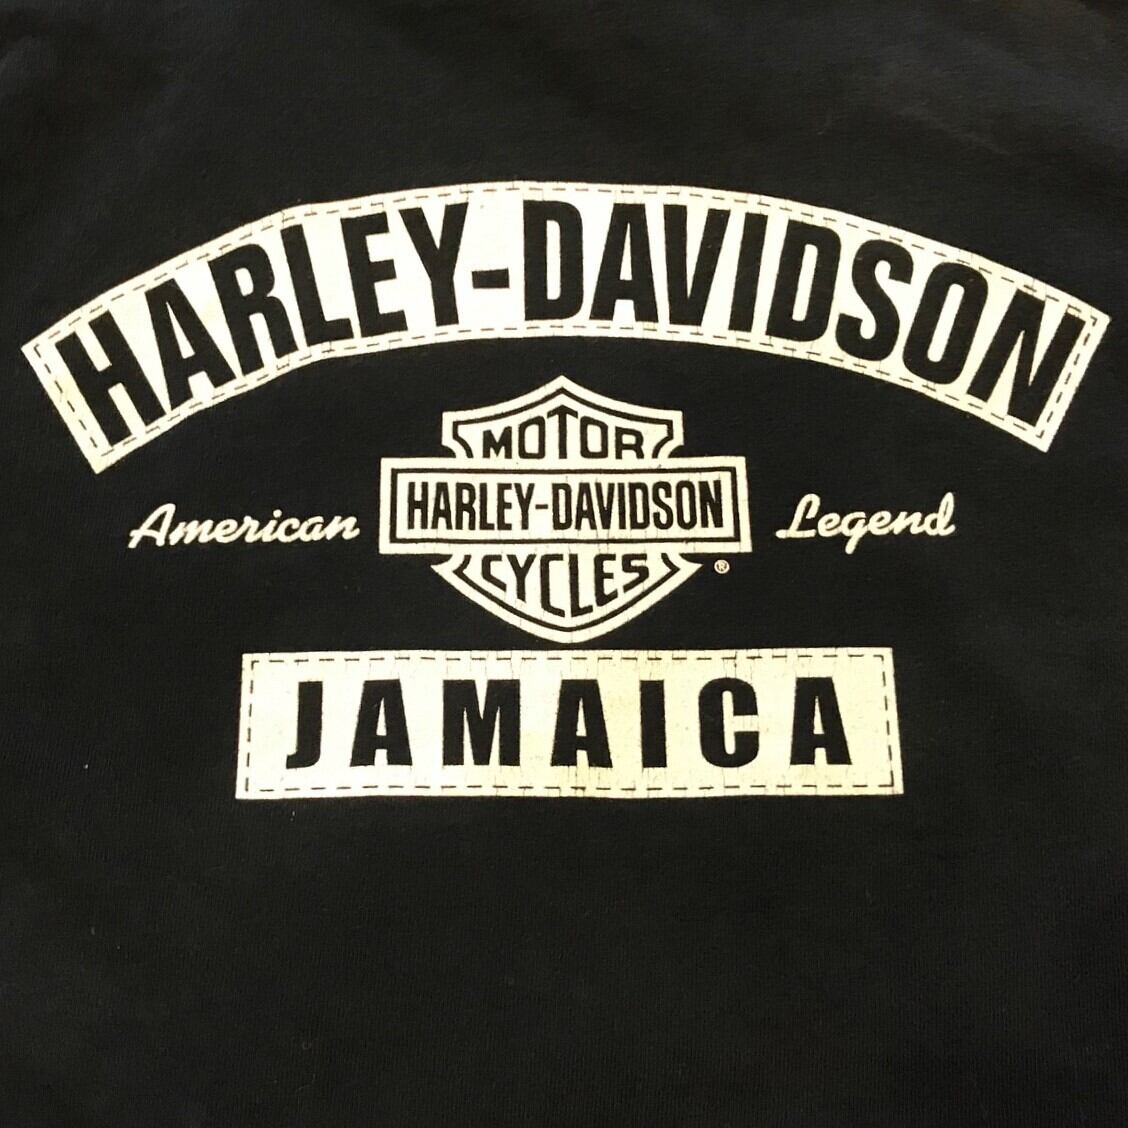 HARLEY-DAVIDSON
MOTOR
American HARLEY-DAVIDSON Legend
CYCLES ®
JAMAICA